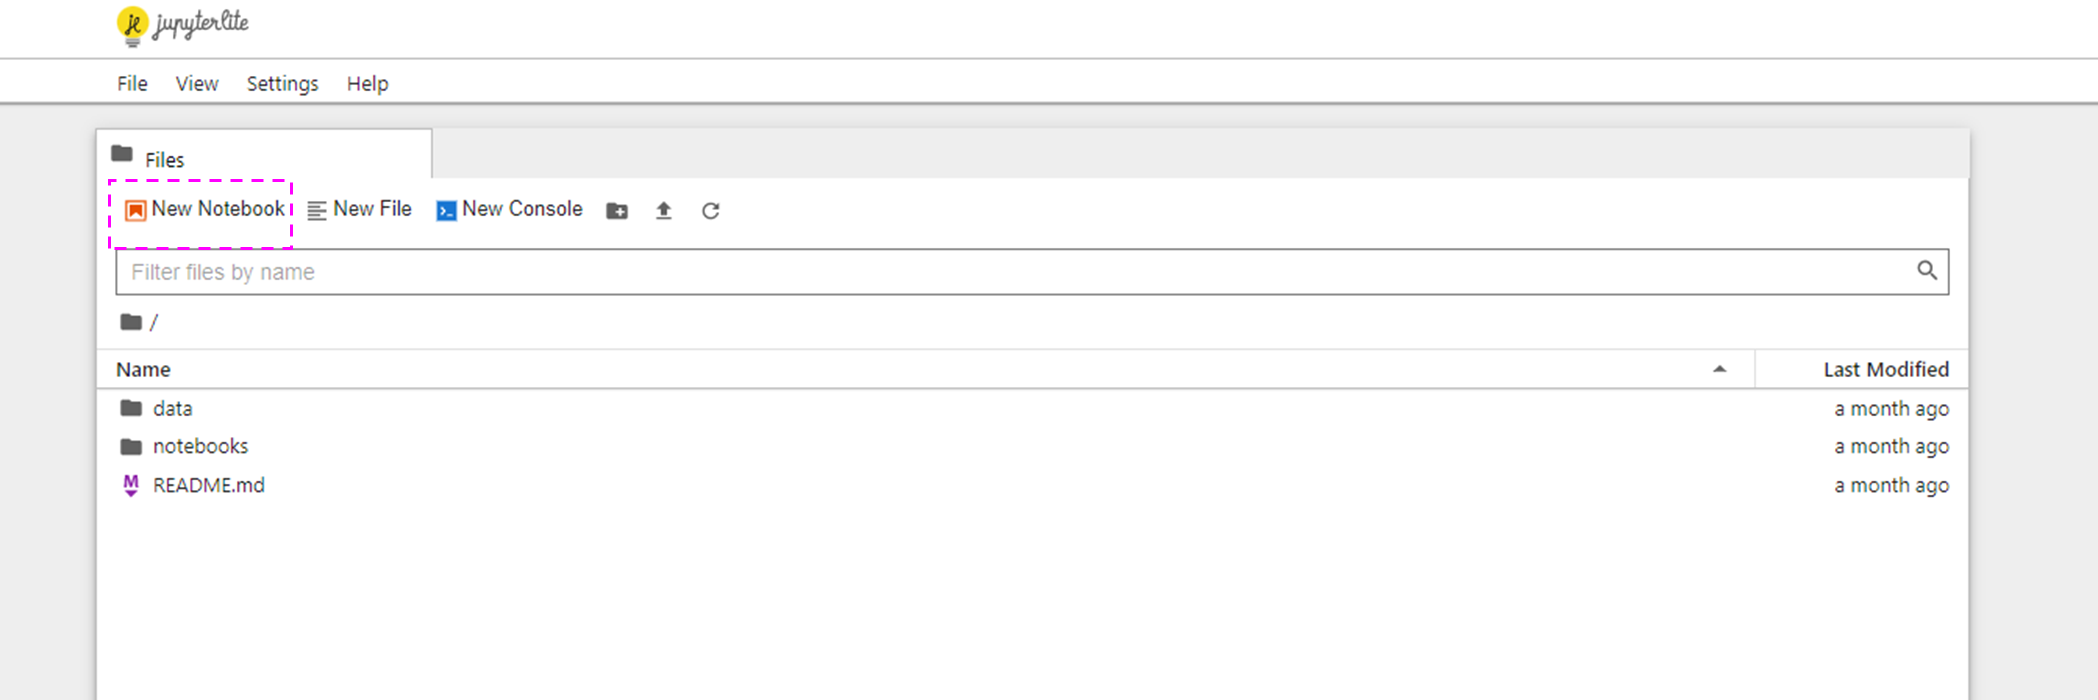 jupyterlite
File View Settings Help
Files
New Notebook New File New Console
Filter files by name
/
Name Last Modified
data a month ago
notebooks a month ago
README.md a month ago